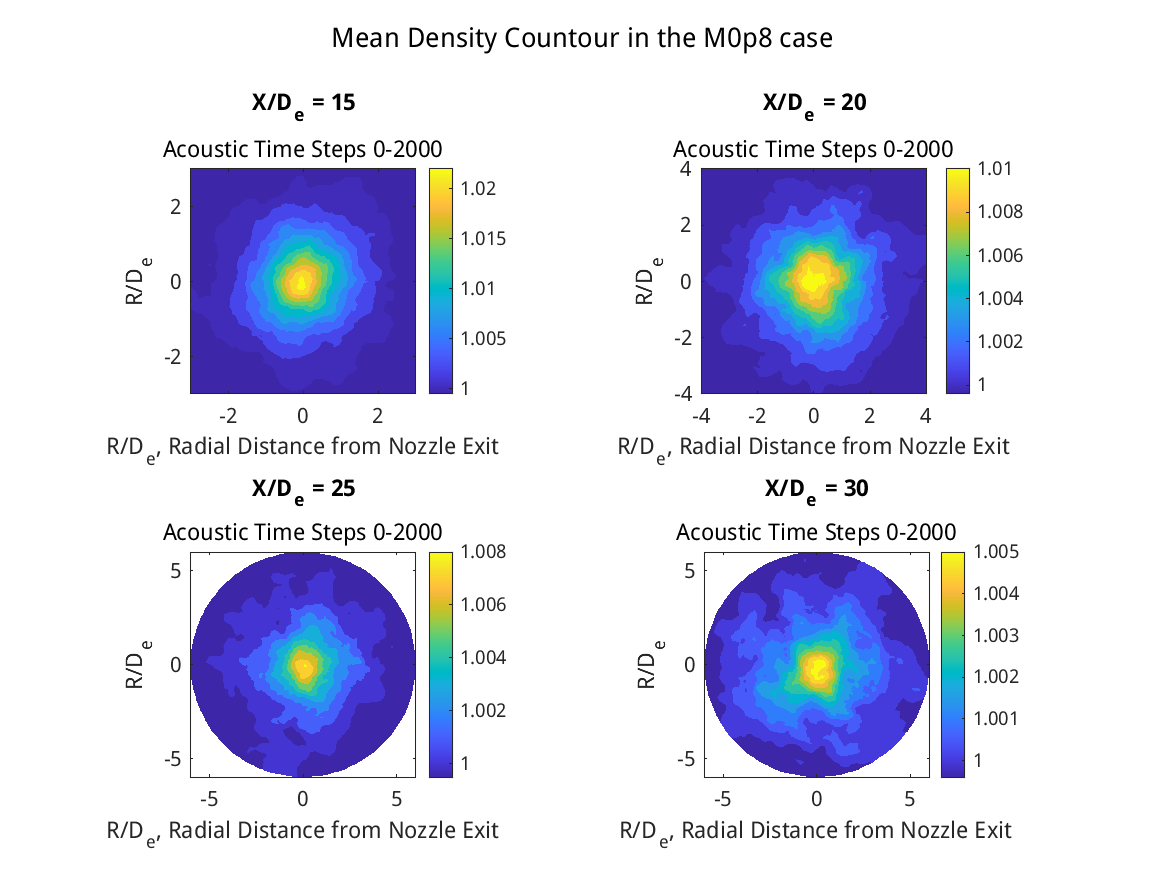 Mean Density Countour in the M0p8 case
X/De = 15
Acoustic Time Steps 0-2000
R/De
2
0
-2
-2 0 2
R/De, Radial Distance from Nozzle Exit
1.02
1.015
1.01
1.005
1
X/De = 20
Acoustic Time Steps 0-2000
R/De
4
2
0
-2
-4
-4 -2 0 2 4
R/De, Radial Distance from Nozzle Exit
1.01
1.008
1.006
1.004
1.002
1
X/De = 25
Acoustic Time Steps 0-2000
R/De
5
0
-5
-5 0 5
R/De, Radial Distance from Nozzle Exit
1.008
1.006
1.004
1.002
1
X/De = 30
Acoustic Time Steps 0-2000
R/De
5
0
-5
-5 0 5
R/De, Radial Distance from Nozzle Exit
1.005
1.004
1.003
1.002
1.001
1